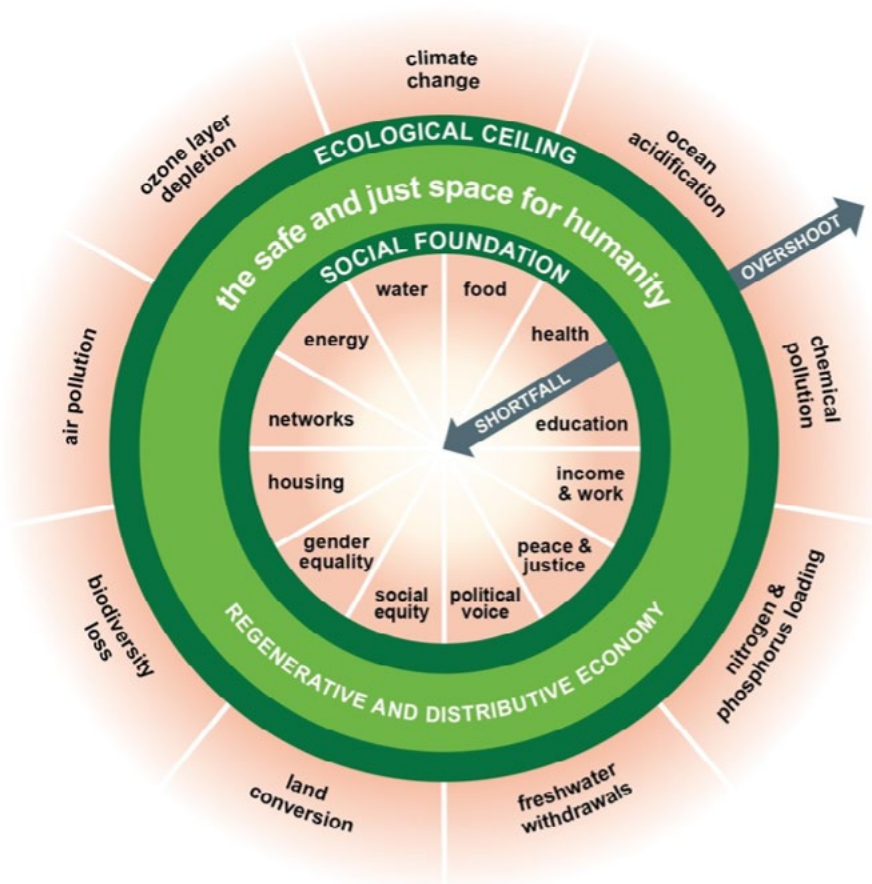 climate
change
ozone layer
depletion
ocean
acidification
ECOLOGICAL CEILING
the safe and just space for humanity
OVERSHOOT
SOCIAL FOUNDATION
water
food
energy
health
SHORTFALL
networks
education
housing
income
& work
gender
equality
peace &
justice
social
equity
political
voice
air pollution
chemical
pollution
REGENERATIVE AND DISTRIBUTIVE ECONOMY
biodiversity
loss
nitrogen &
phosphorus loading
land
conversion
freshwater
withdrawals